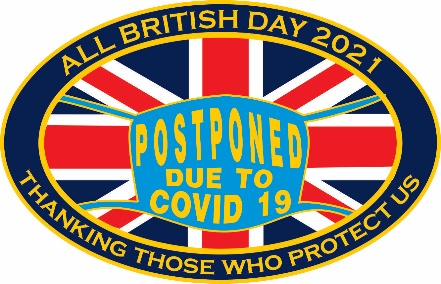 ALL BRITISH DAY 2021
POSTPONED
DUE TO
COVID 19
THANKING THOSE WHO PROTECT US